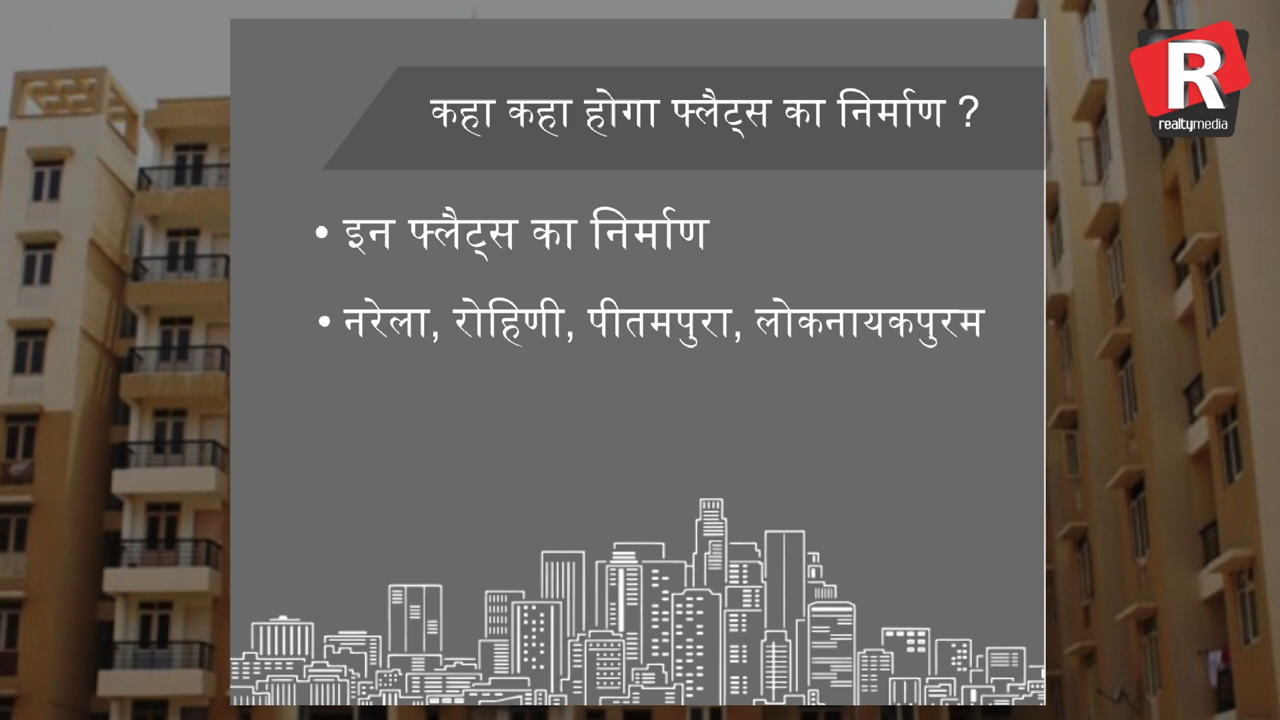 कहा कहा होगा फ्लैट्स का निर्माण ?
• इन फ्लैट्स का निर्माण
• नरेला, रोहिणी, पीतमपुरा, लोकनायकपुरम
R
realtymedia